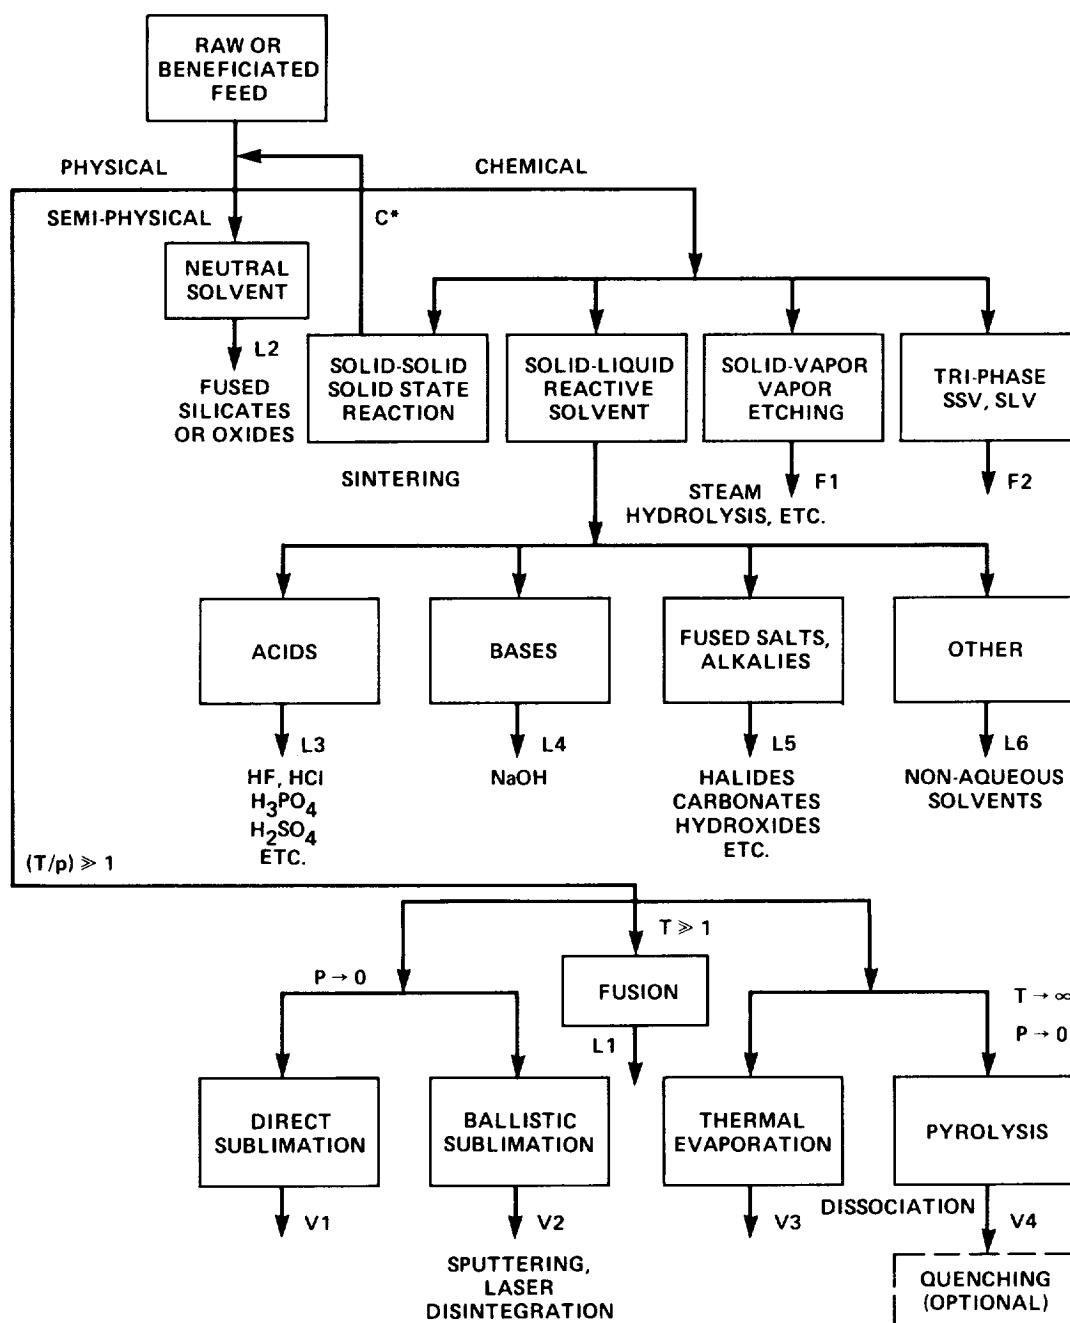 RAW OR
BENEFICIATED
FEED
PHYSICAL
CHEMICAL
SEMI-PHYSICAL
C*
NEUTRAL
SOLVENT
L2
FUSED
SILICATES
OR OXIDES
SOLID-SOLID
SOLID STATE
REACTION
SOLID-LIQUID
REACTIVE
SOLVENT
SOLID-VAPOR
VAPOR
ETCHING
TRI-PHASE
SSV, SLV
SINTERING
STEAM
HYDROLYSIS, ETC.
F1
F2
ACIDS
BASES
FUSED SALTS,
ALKALIES
OTHER
L3
L4
L5
L6
HF, HCl
H₃PO₄
H₂SO₄
ETC.
NaOH
HALIDES
CARBONATES
HYDROXIDES
ETC.
NON-AQUEOUS
SOLVENTS
(T/p) ⩾ 1
T ⩾ 1
P → 0
FUSION
T → ∞
P → 0
L1
DIRECT
SUBLIMATION
BALLISTIC
SUBLIMATION
THERMAL
EVAPORATION
PYROLYSIS
DISSOCIATION
V1
V2
V3
V4
SPUTTERING,
LASER
DISINTEGRATION
QUENCHING
(OPTIONAL)